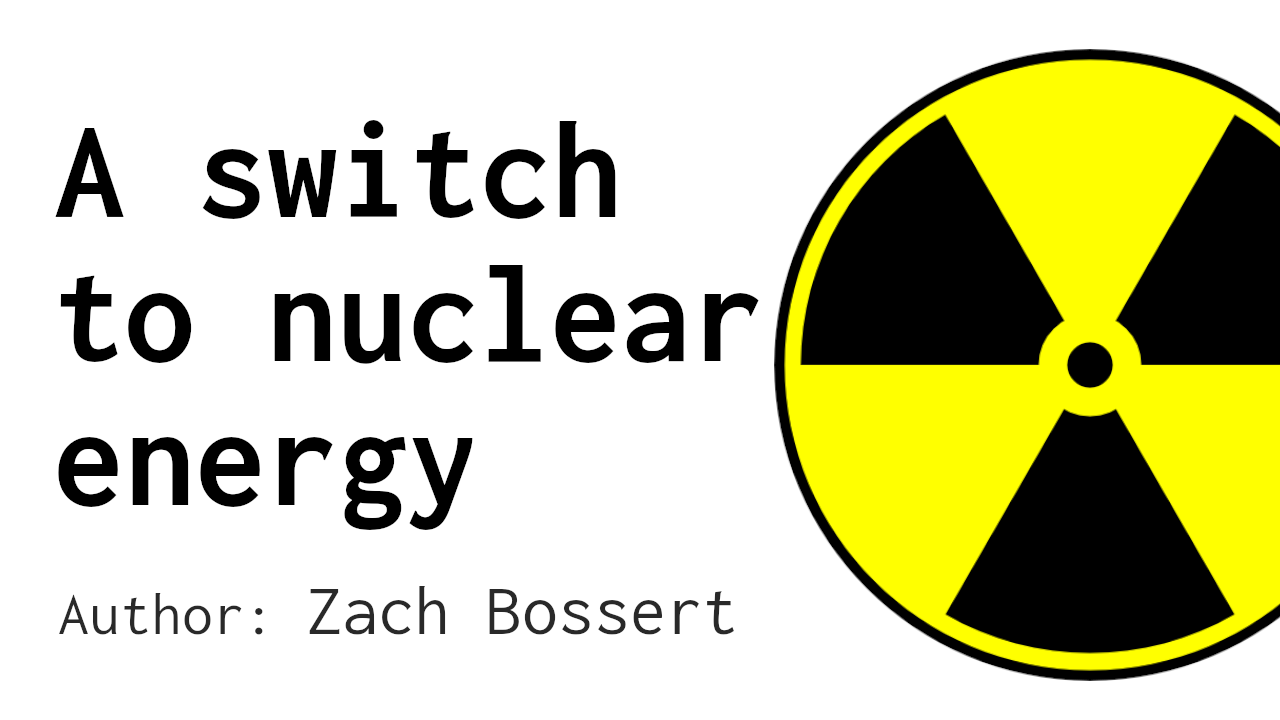 A switch
to nuclear
energy
Author: Zach Bossert